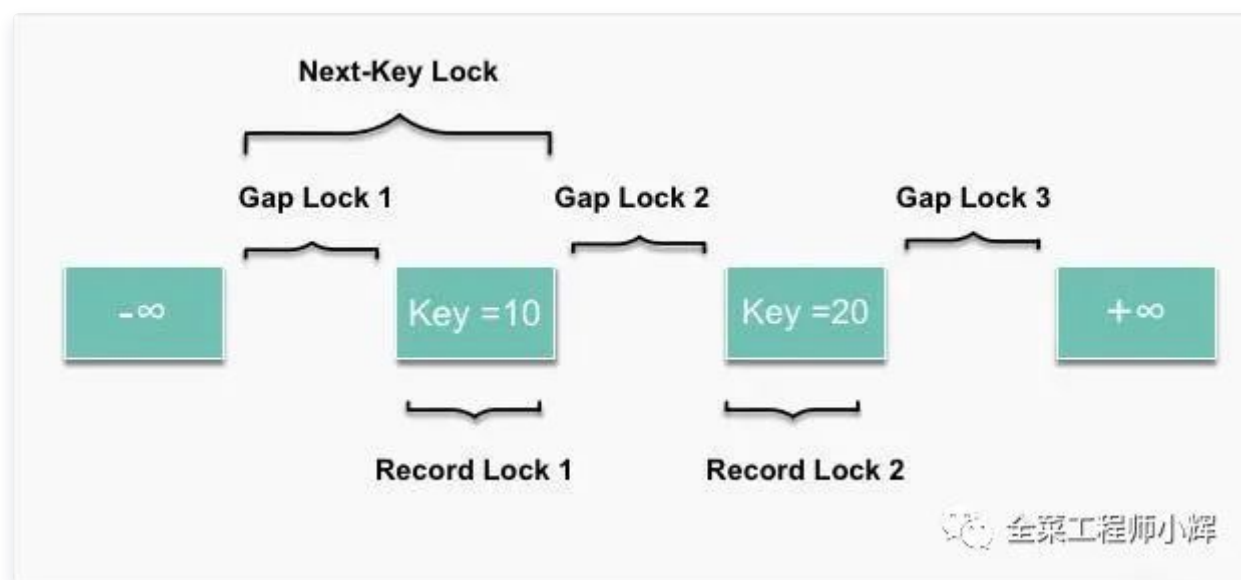 Next-Key Lock
Gap Lock 1 Gap Lock 2 Gap Lock 3
-∞ Key =10 Key =20 +∞
Record Lock 1 Record Lock 2
全菜工程师小辉